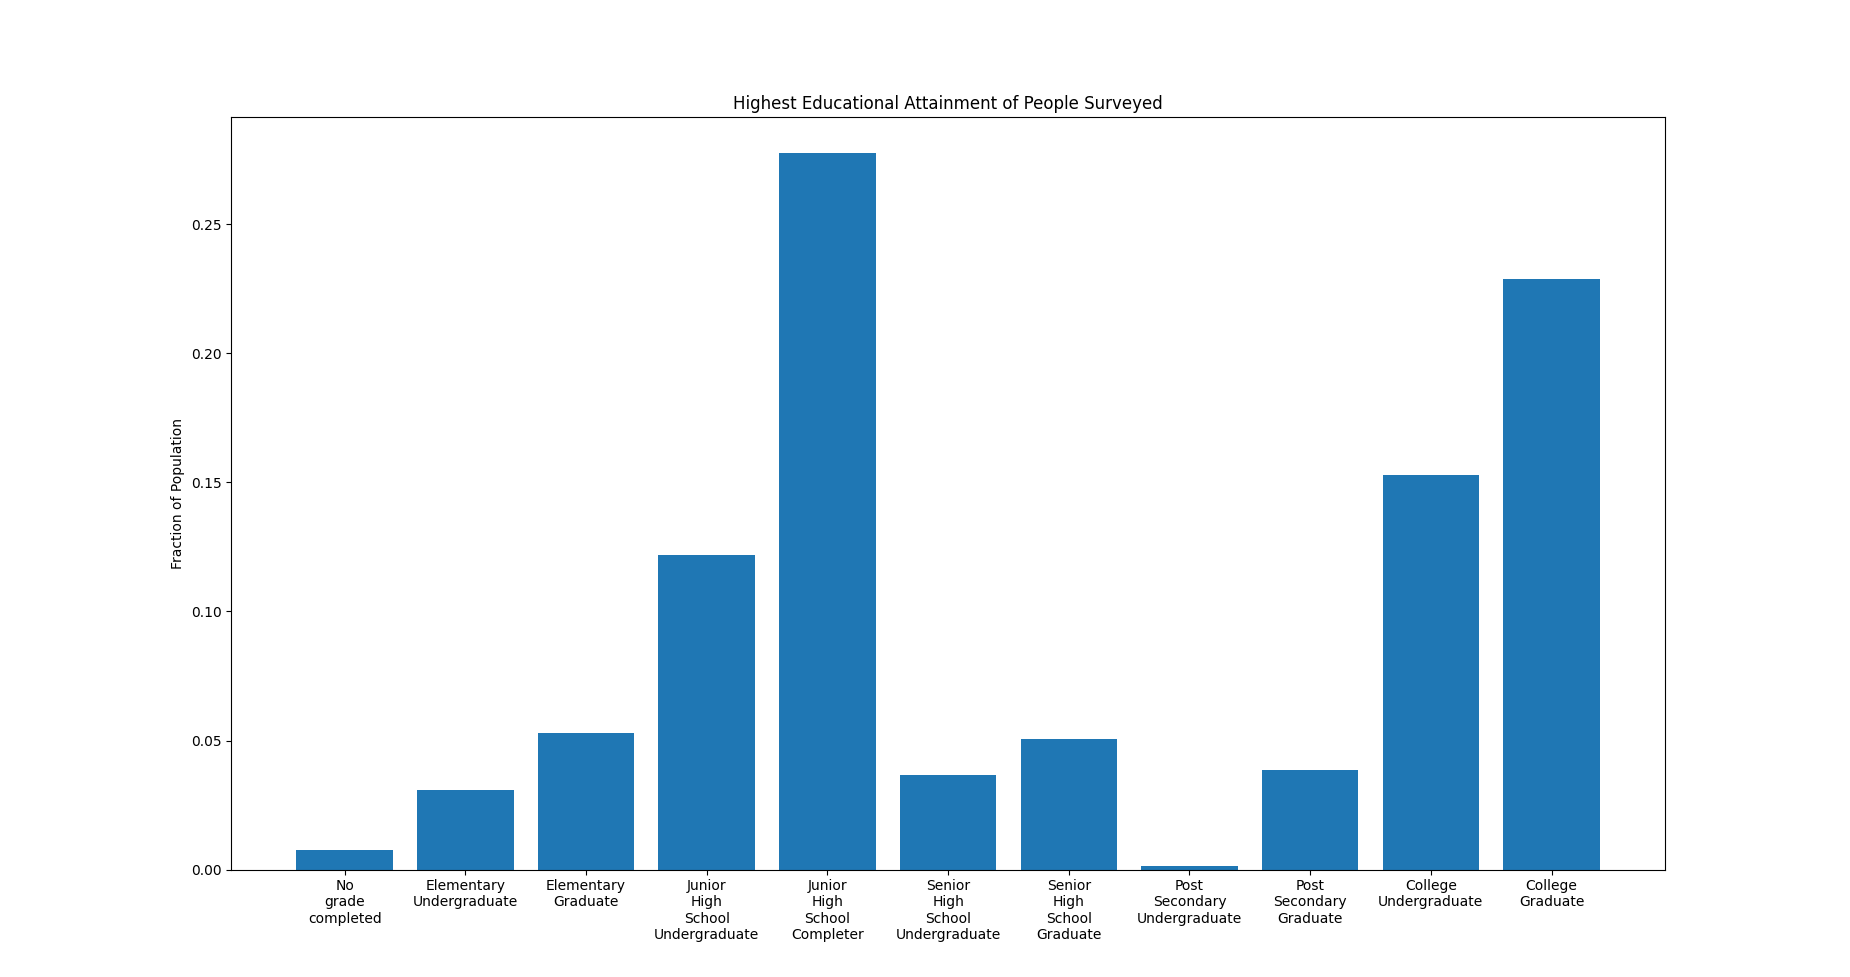 Highest Educational Attainment of People Surveyed
Fraction of Population
0.25
0.20
0.15
0.10
0.05
0.00
No
grade
completed
Elementary
Undergraduate
Elementary
Graduate
Junior
High
School
Undergraduate
Junior
High
School
Completer
Senior
High
School
Undergraduate
Senior
High
School
Graduate
Post
Secondary
Undergraduate
Post
Secondary
Graduate
College
Undergraduate
College
Graduate